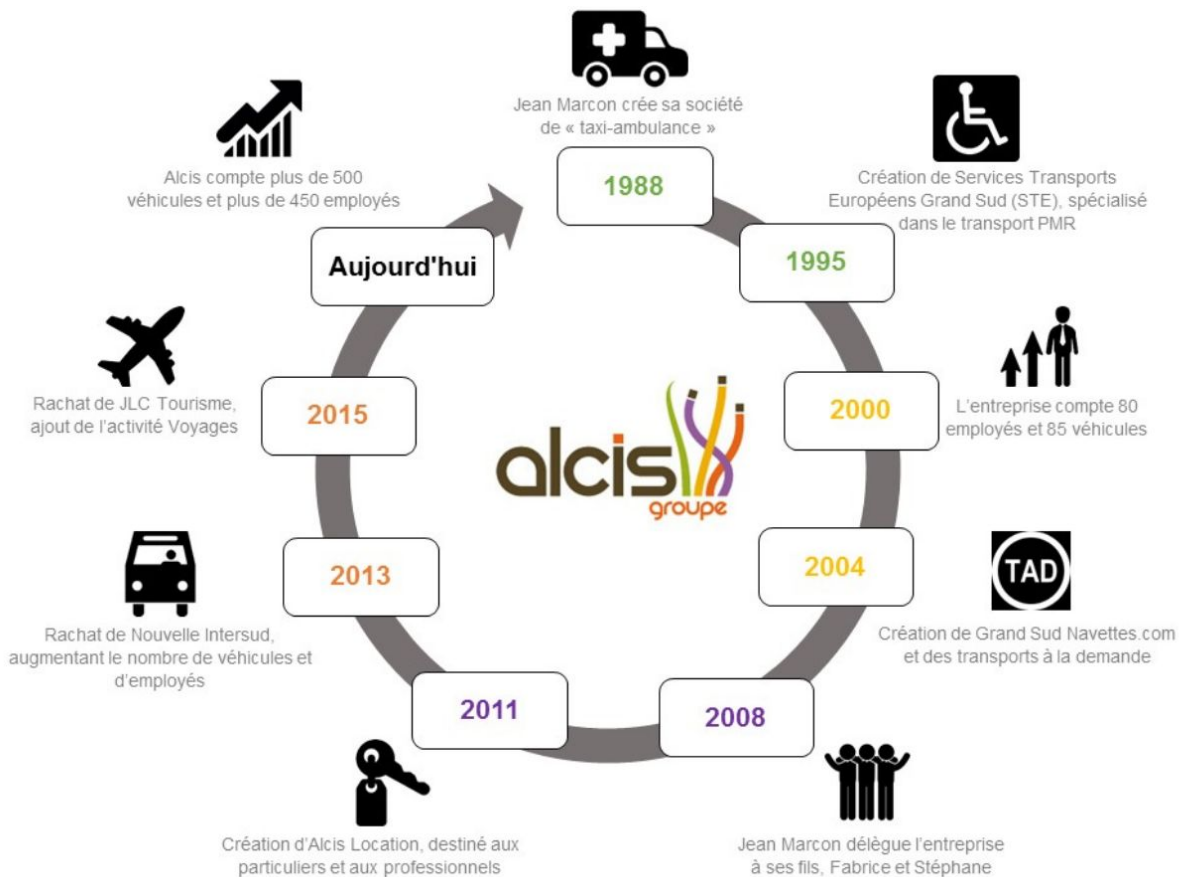 Jean Marcon crée sa société
de « taxi-ambulance »
1988
Création de Services Transports
Européens Grand Sud (STE), spécialisé
dans le transport PMR
1995
L'entreprise compte 80
employés et 85 véhicules
2000
TAD
Création de Grand Sud Navettes.com
et des transports à la demande
2004
Jean Marcon délègue l'entreprise
à ses fils, Fabrice et Stéphane
2008
Création d'Alcis Location, destiné aux
particuliers et aux professionnels
2011
Rachat de Nouvelle Intersud,
augmentant le nombre de véhicules et
d'employés
2013
Rachat de JLC Tourisme,
ajout de l'activité Voyages
2015
Alcis compte plus de 500
véhicules et plus de 450 employés
Aujourd'hui
alcis
groupe